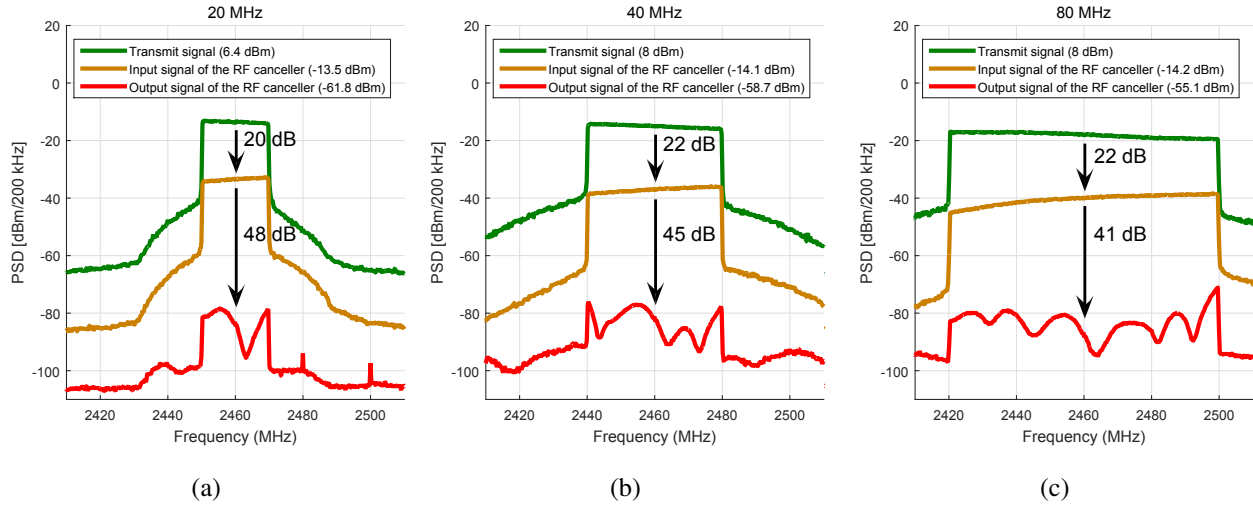 20 MHz
20
0
-20
-40
-60
-80
-100
PSD [dBm/200 kHz]
Transmit signal (6.4 dBm)
Input signal of the RF canceller (-13.5 dBm)
Output signal of the RF canceller (-61.8 dBm)
20 dB
48 dB
2420 2440 2460 2480 2500
Frequency (MHz)
(a)
40 MHz
20
0
-20
-40
-60
-80
-100
PSD [dBm/200 kHz]
Transmit signal (8 dBm)
Input signal of the RF canceller (-14.1 dBm)
Output signal of the RF canceller (-58.7 dBm)
22 dB
45 dB
2420 2440 2460 2480 2500
Frequency (MHz)
(b)
80 MHz
20
0
-20
-40
-60
-80
-100
PSD [dBm/200 kHz]
Transmit signal (8 dBm)
Input signal of the RF canceller (-14.2 dBm)
Output signal of the RF canceller (-55.1 dBm)
22 dB
41 dB
2420 2440 2460 2480 2500
Frequency (MHz)
(c)